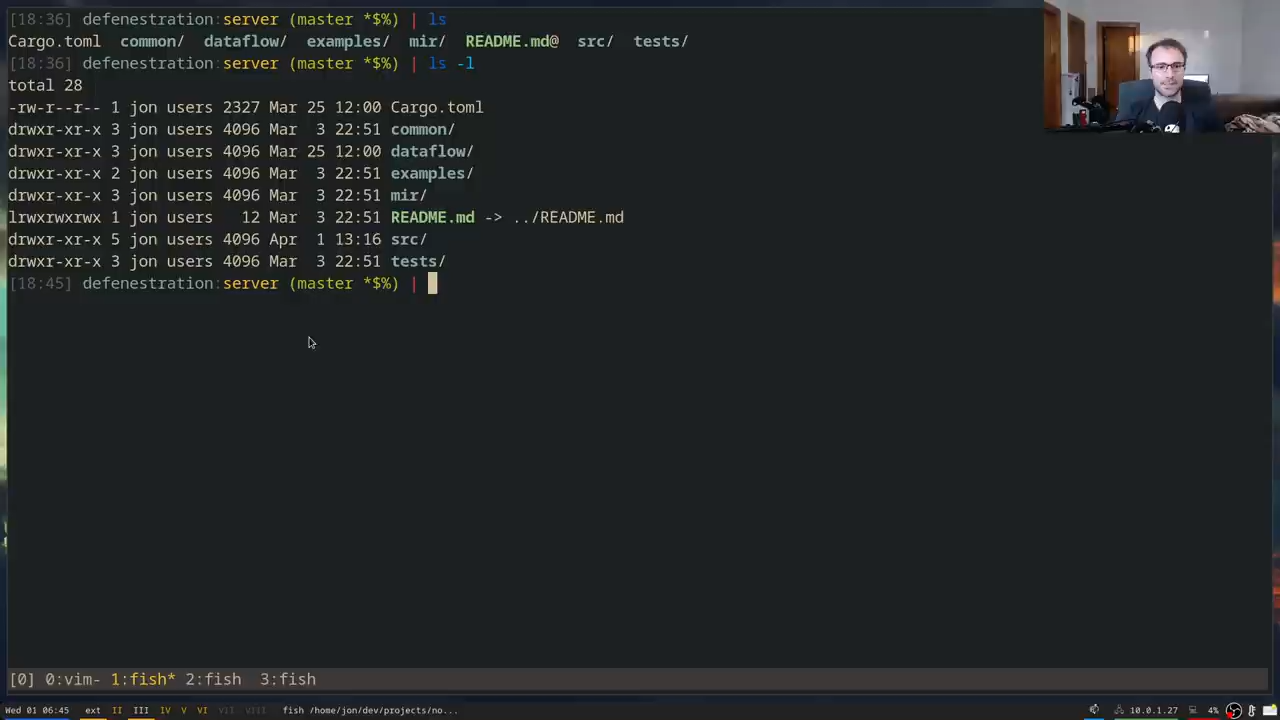 [18:36] defenestration:server (master *$%) | ls
Cargo.toml common/ dataflow/ examples/ mir/ README.md@ src/ tests/
[18:36] defenestration:server (master *$%) | ls -l
total 28
-rw-r--r-- 1 jon users 2327 Mar 25 12:00 Cargo.toml
drwxr-xr-x 3 jon users 4096 Mar  3 22:51 common/
drwxr-xr-x 3 jon users 4096 Mar 25 12:00 dataflow/
drwxr-xr-x 2 jon users 4096 Mar  3 22:51 examples/
drwxr-xr-x 3 jon users 4096 Mar  3 22:51 mir/
lrwxrwxrwx 1 jon users   12 Mar  3 22:51 README.md -> ../README.md
drwxr-xr-x 5 jon users 4096 Apr  1 13:16 src/
drwxr-xr-x 3 jon users 4096 Mar  3 22:51 tests/
[18:45] defenestration:server (master *$%) |
[0] 0:vim- 1:fish* 2:fish  3:fish
Wed 01 06:45 ext II III IV V VI VII VIII fish /home/jon/dev/projects/no... 10.0.1.27 4%